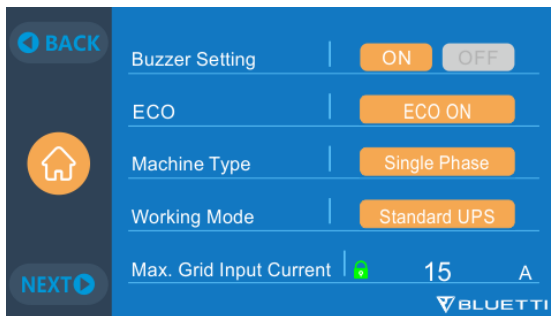 BACK
Buzzer Setting ON OFF
ECO ECO ON
Machine Type Single Phase
Working Mode Standard UPS
Max. Grid Input Current 15 A
NEXT
BLUETTI